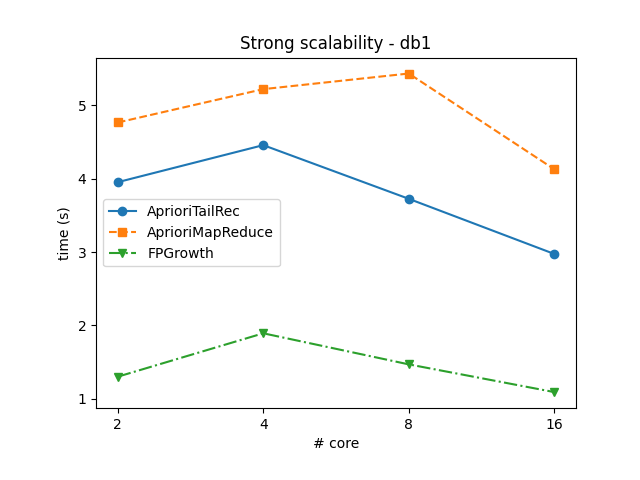 Strong scalability - db1
time (s)
5
4
3
2
1
AprioriTailRec
AprioriMapReduce
FPGrowth
2 4 8 16
# core